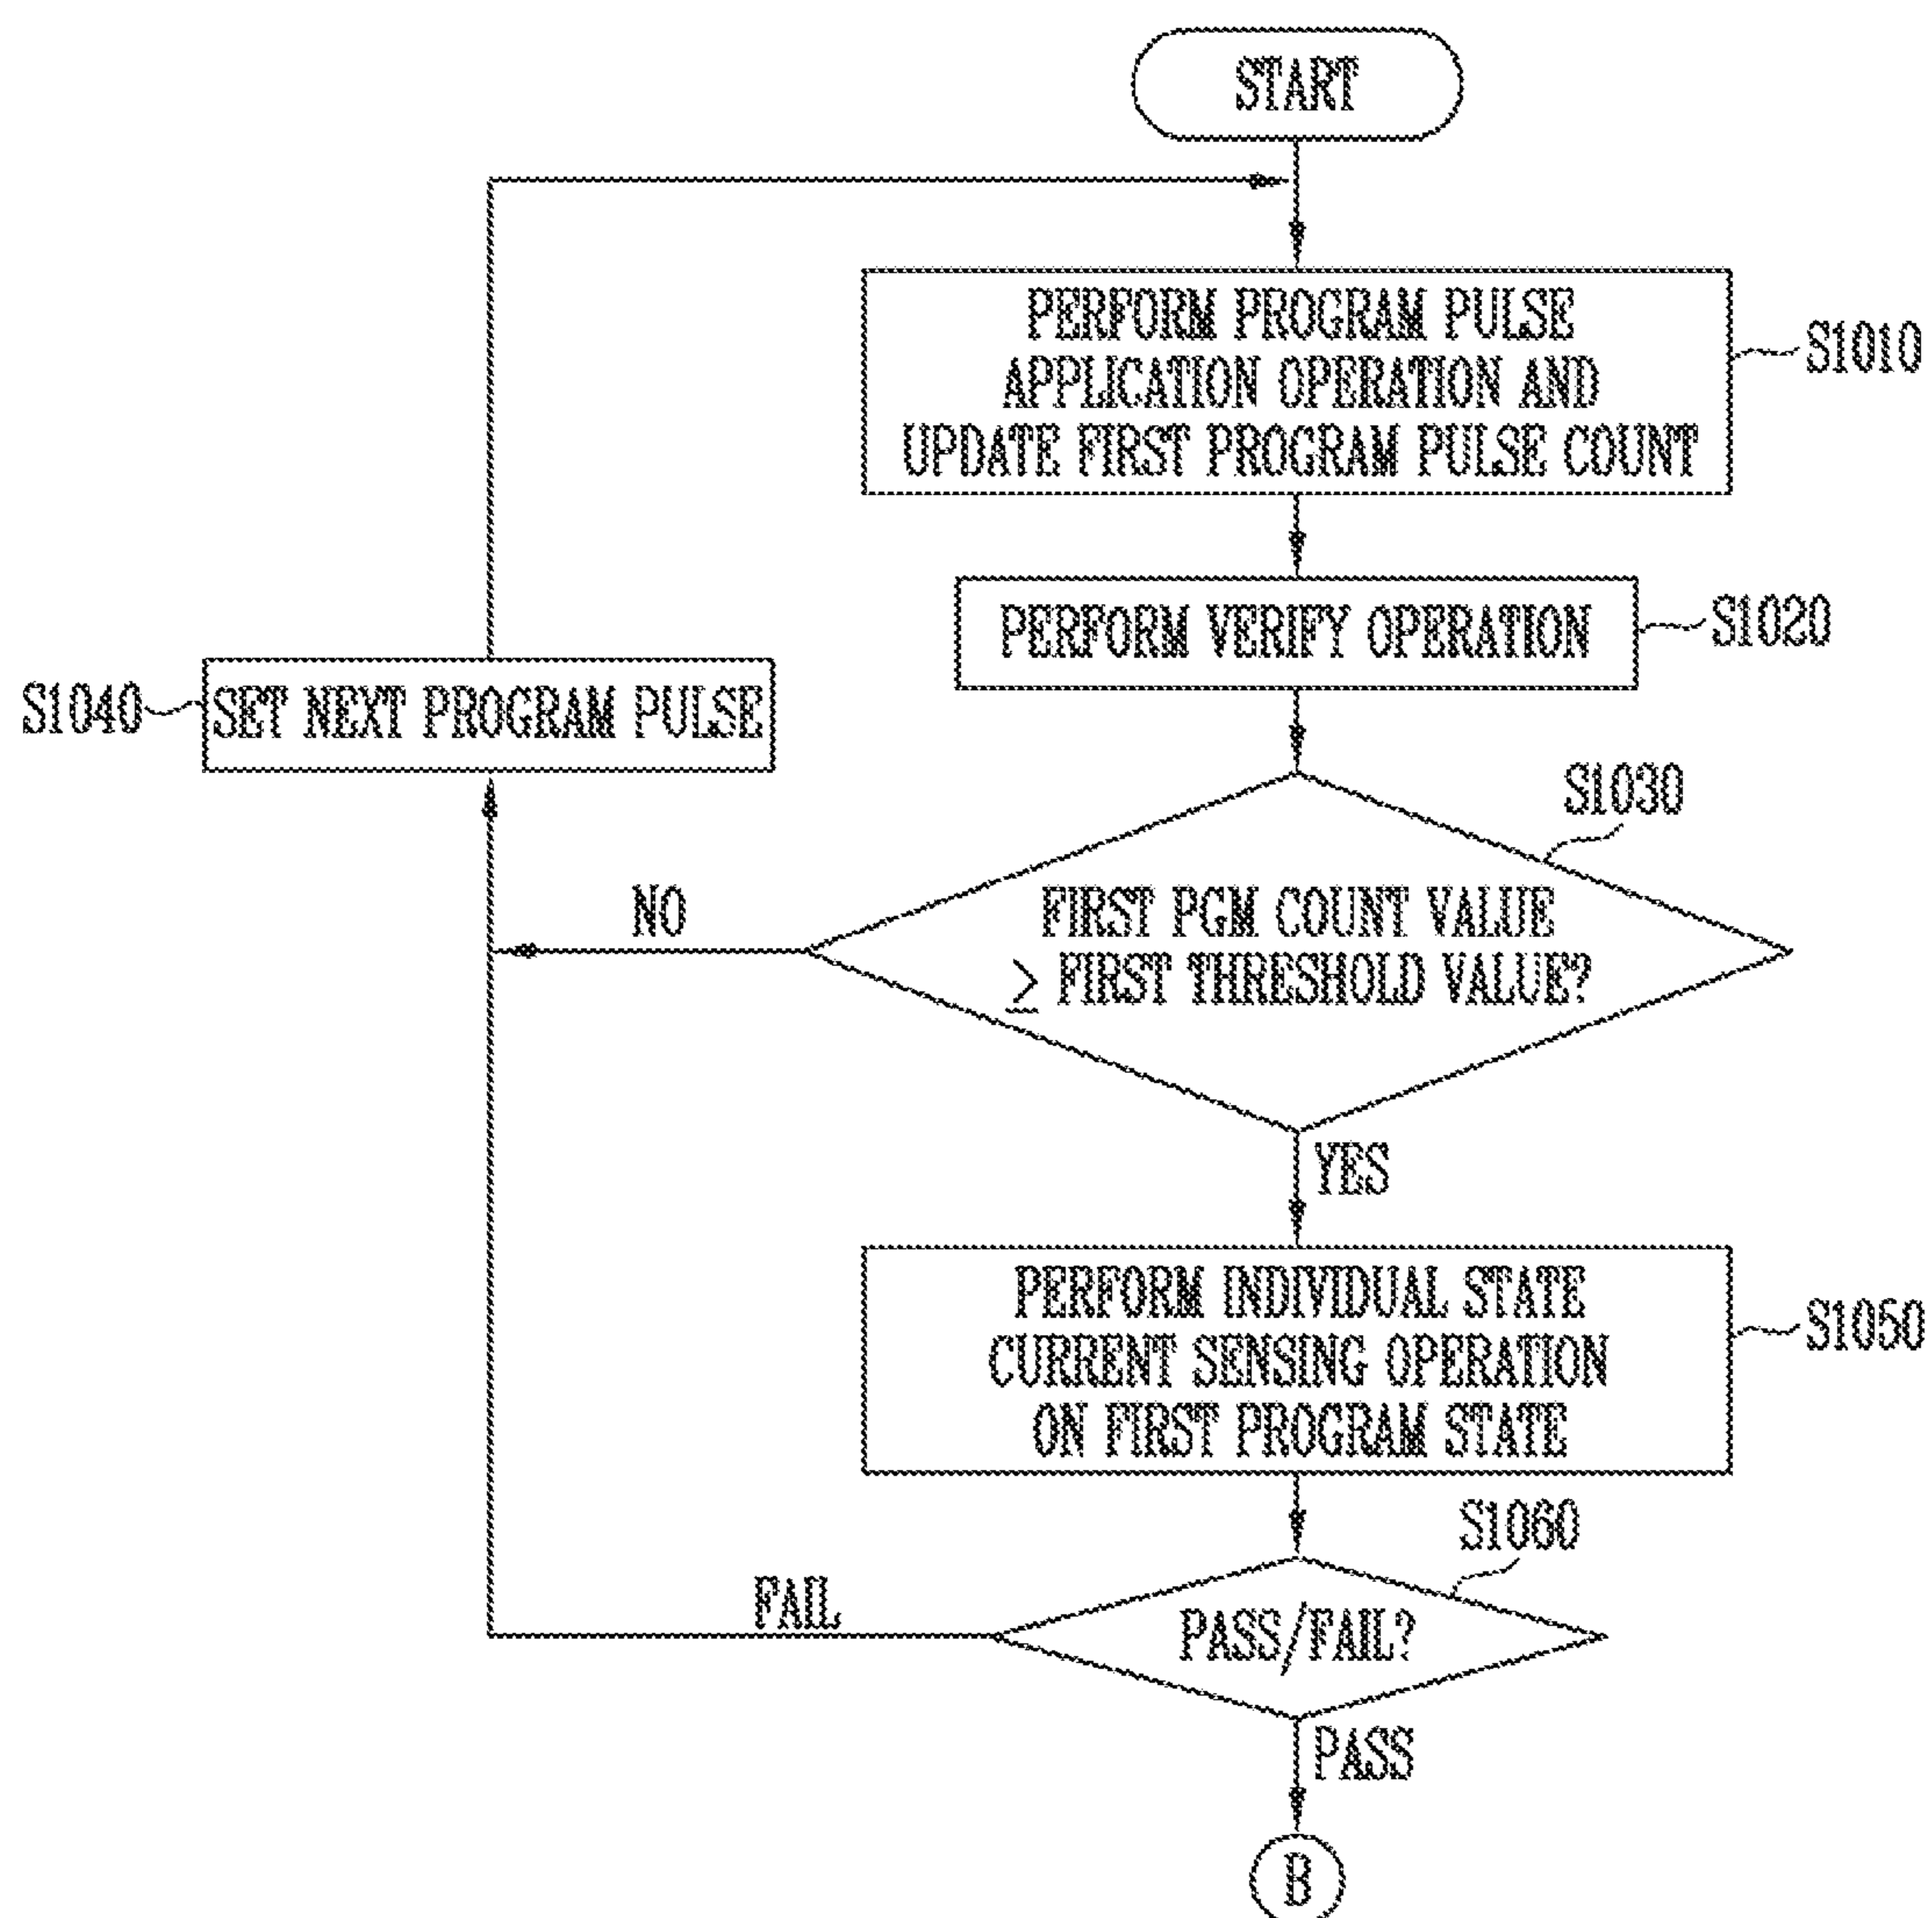 START
PERFORM PROGRAM PULSE
APPLICATION OPERATION AND
UPDATE FIRST PROGRAM PULSE COUNT
S1010
PERFORM VERIFY OPERATION
S1020
S1040
SET NEXT PROGRAM PULSE
S1030
NO
FIRST PGM COUNT VALUE
≥ FIRST THRESHOLD VALUE?
YES
PERFORM INDIVIDUAL STATE
CURRENT SENSING OPERATION
ON FIRST PROGRAM STATE
S1050
S1060
FAIL
PASS/FAIL?
PASS
B